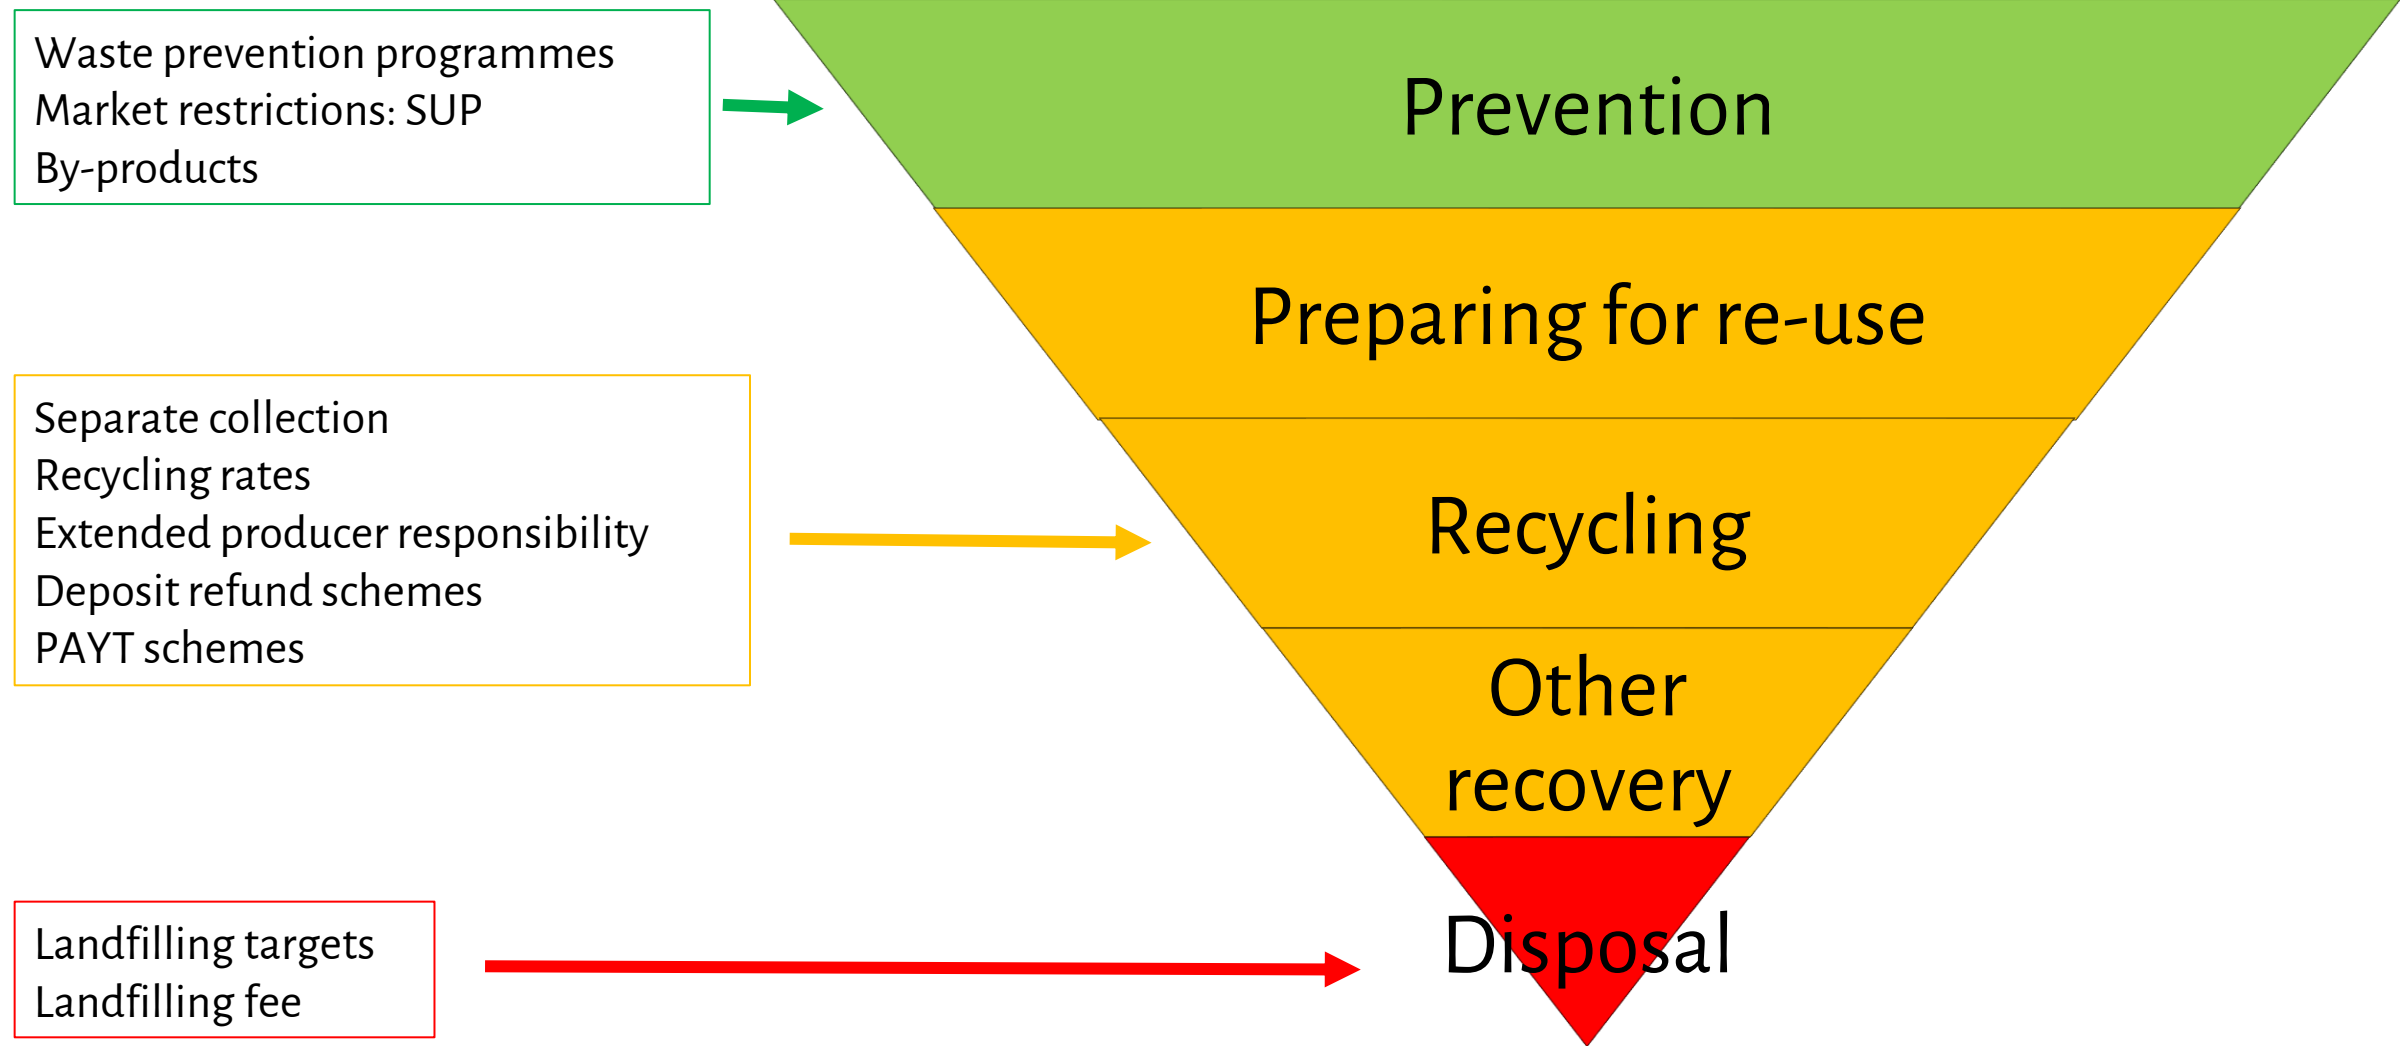 Waste prevention programmes
Market restrictions: SUP
By-products
Prevention
Preparing for re-use
Separate collection
Recycling rates
Extended producer responsibility
Deposit refund schemes
PAYT schemes
Recycling
Other
recovery
Landfilling targets
Landfilling fee
Disposal